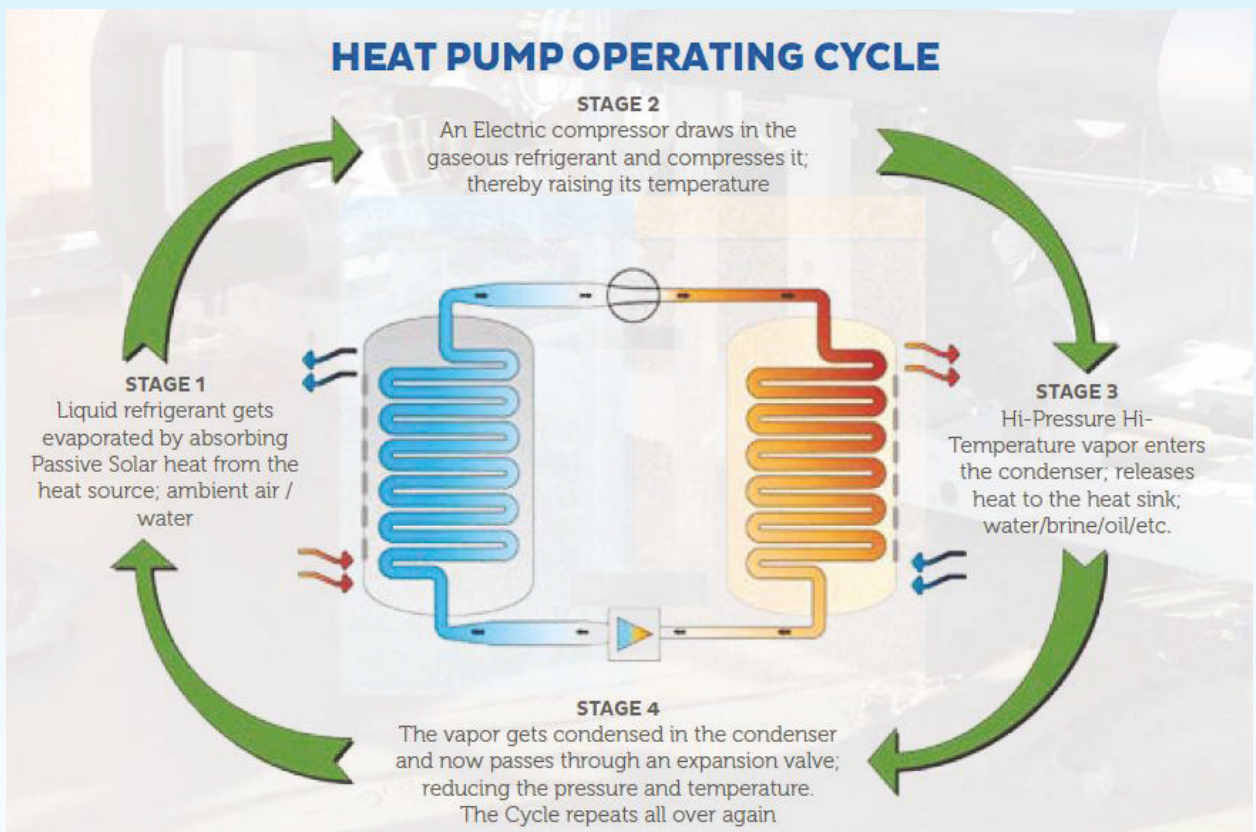 HEAT PUMP OPERATING CYCLE
STAGE 2
An Electric compressor draws in the
gaseous refrigerant and compresses it;
thereby raising its temperature
STAGE 1
Liquid refrigerant gets
evaporated by absorbing
Passive Solar heat from the
heat source; ambient air /
water
STAGE 3
Hi-Pressure Hi-
Temperature vapor enters
the condenser; releases
heat to the heat sink;
water/brine/oil/etc.
STAGE 4
The vapor gets condensed in the condenser
and now passes through an expansion valve;
reducing the pressure and temperature.
The Cycle repeats all over again